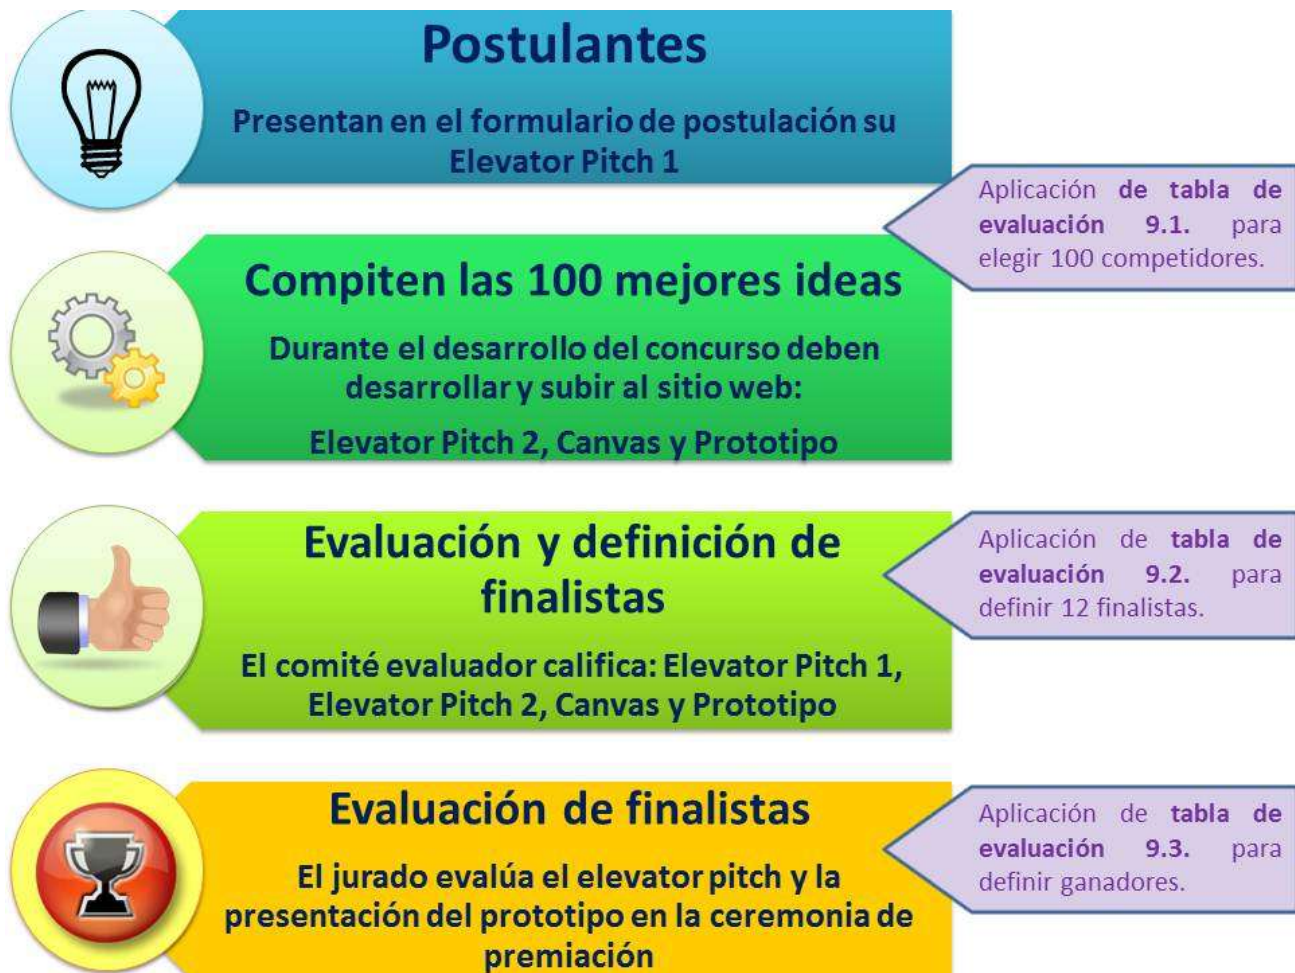 Postulantes
Presentan en el formulario de postulación su
Elevator Pitch 1
Aplicación de tabla de
evaluación 9.1. para
elegir 100 competidores.
Compiten las 100 mejores ideas
Durante el desarrollo del concurso deben
desarrollar y subir al sitio web:
Elevator Pitch 2, Canvas y Prototipo
Evaluación y definición de
finalistas
El comité evaluador califica: Elevator Pitch 1,
Elevator Pitch 2, Canvas y Prototipo
Aplicación de tabla de
evaluación 9.2. para
definir 12 finalistas.
Evaluación de finalistas
El jurado evalúa el elevator pitch y la
presentación del prototipo en la ceremonia de
premiación
Aplicación de tabla de
evaluación 9.3. para
definir ganadores.